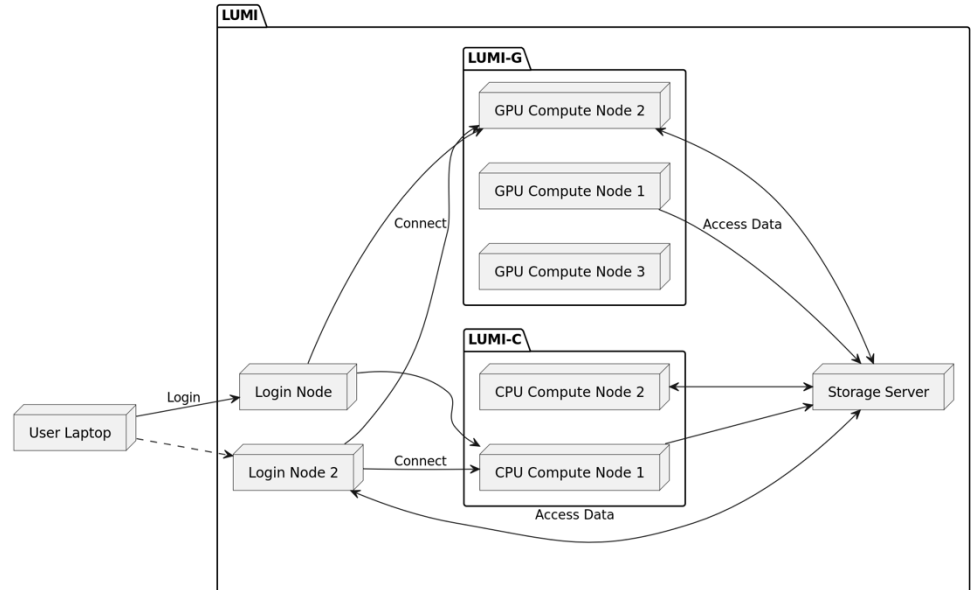 LUMI
LUMI-G
GPU Compute Node 2
GPU Compute Node 1
Connect
Access Data
GPU Compute Node 3
LUMI-C
CPU Compute Node 2
Login Node
Storage Server
Login
User Laptop
Connect
Login Node 2
CPU Compute Node 1
Access Data